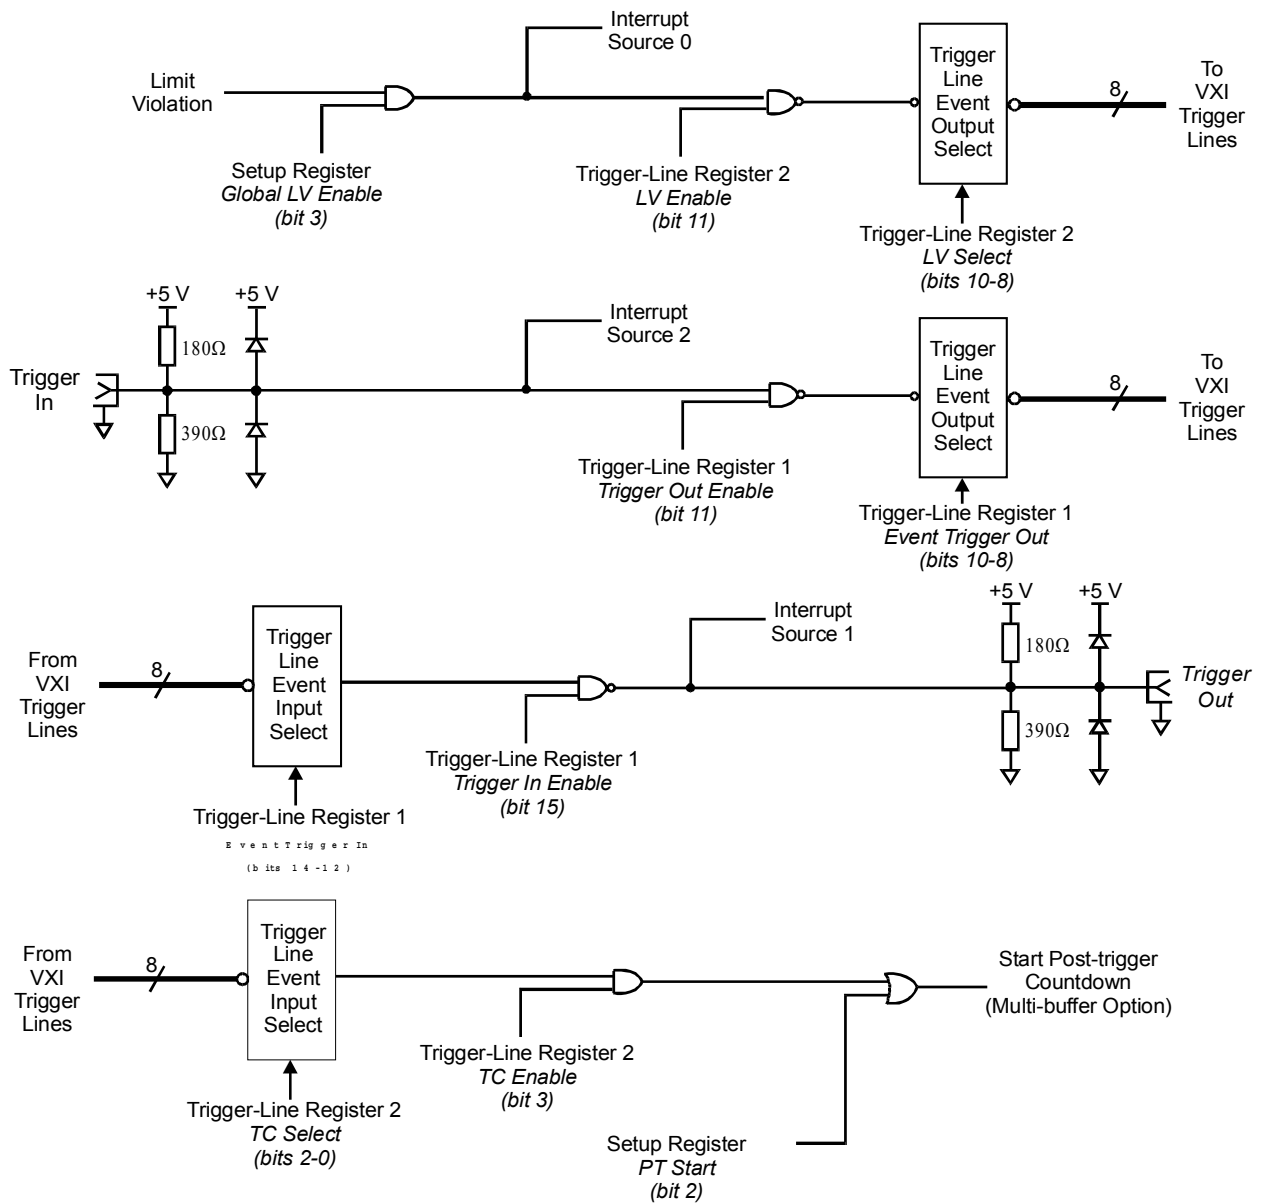 Interrupt
Source 0
Limit
Violation
Setup Register
Global LV Enable
(bit 3)
Trigger-Line Register 2
LV Enable
(bit 11)
Trigger
Line
Event
Output
Select
8
To
VXI
Trigger
Lines
Trigger-Line Register 2
LV Select
(bits 10-8)
+5 V
+5 V
180Ω
390Ω
Trigger
In
Interrupt
Source 2
Trigger-Line Register 1
Trigger Out Enable
(bit 11)
Trigger
Line
Event
Output
Select
8
To
VXI
Trigger
Lines
Trigger-Line Register 1
Event Trigger Out
(bits 10-8)
From
VXI
Trigger
Lines
8
Trigger
Line
Event
Input
Select
Trigger-Line Register 1
Event Trigger In
(bits 14-12)
Trigger-Line Register 1
Trigger In Enable
(bit 15)
Interrupt
Source 1
+5 V
+5 V
180Ω
390Ω
Trigger
Out
From
VXI
Trigger
Lines
8
Trigger
Line
Event
Input
Select
Trigger-Line Register 2
TC Select
(bits 2-0)
Trigger-Line Register 2
TC Enable
(bit 3)
Setup Register
PT Start
(bit 2)
Start Post-trigger
Countdown
(Multi-buffer Option)